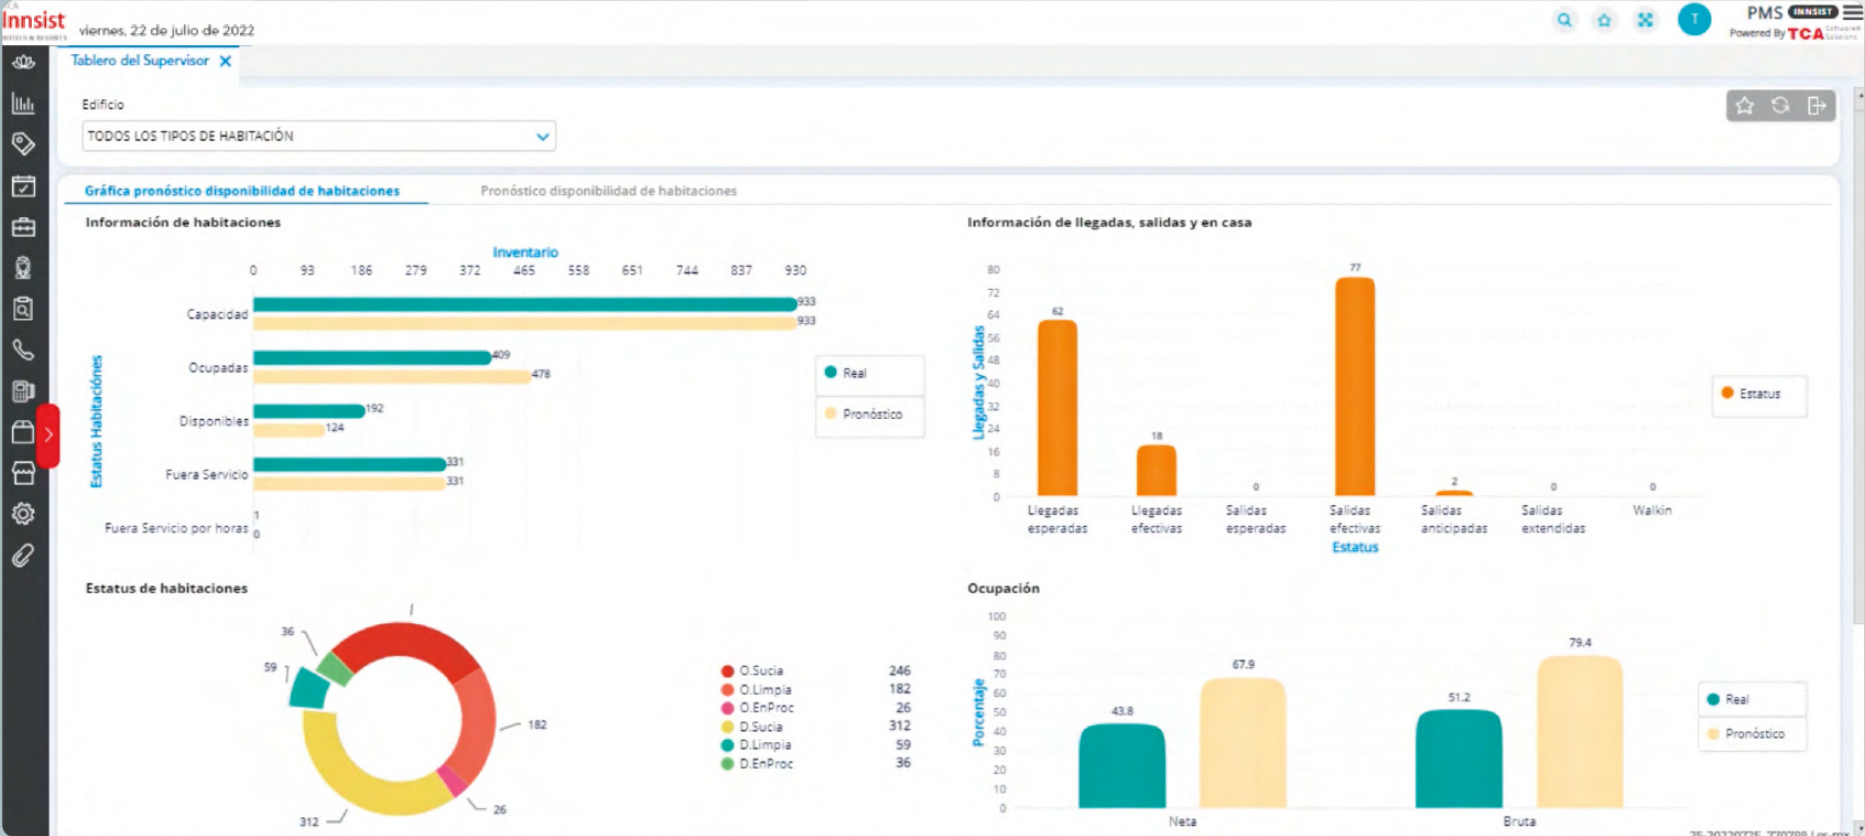 Innsist
HOTELS & RESORTS
viernes, 22 de julio de 2022
T
PMS INNSIST
Powered By TCA Software Solutions
Tablero del Supervisor X
Edificio
TODOS LOS TIPOS DE HABITACIÓN
Gráfica pronóstico disponibilidad de habitaciones
Pronóstico disponibilidad de habitaciones
Información de habitaciones
Inventario
0 93 186 279 372 465 558 651 744 837 930
Estatus Habitaciónes
Capacidad
933
933
Ocupadas
409
478
Disponibles
192
124
Fuera Servicio
331
331
Fuera Servicio por horas
1
0
Real
Pronóstico
Información de llegadas, salidas y en casa
Llegadas y Salidas
80
72
64
56
48
40
32
24
16
8
0
62
18
0
77
2
0
0
Llegadas esperadas
Llegadas efectivas
Salidas esperadas
Salidas efectivas
Salidas anticipadas
Salidas extendidas
Walkin
Estatus
Estatus
Estatus de habitaciones
36
59
182
26
312
O.Sucia 246
O.Limpia 182
O.EnProc 26
D.Sucia 312
D.Limpia 59
D.EnProc 36
Ocupación
Porcentaje
100
90
80
70
60
50
40
30
20
10
0
43.8
67.9
51.2
79.4
Neta
Bruta
Real
Pronóstico